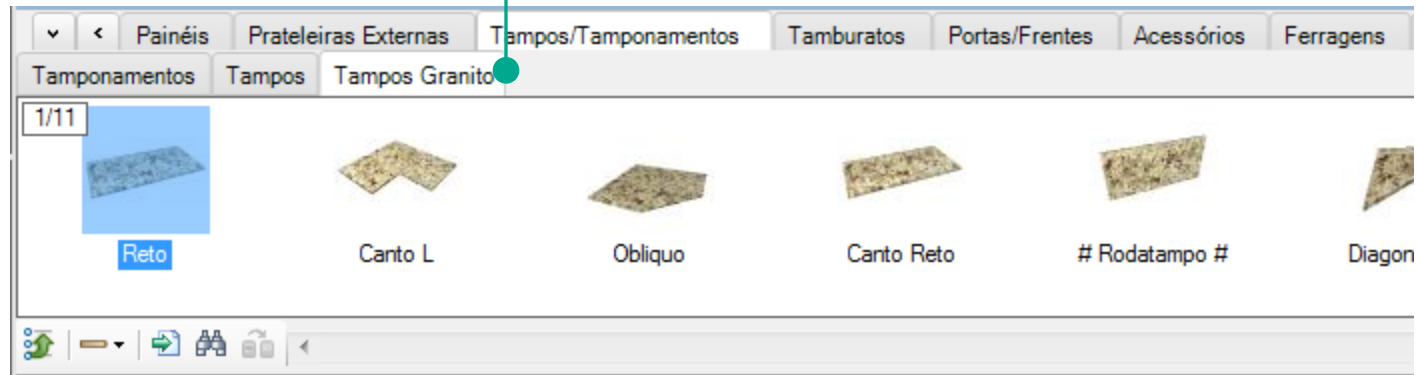 Painéis Prateleiras Externas Tampos/Tamponamentos Tamburatos Portas/Frentes Acessórios Ferragens
Tamponamentos Tampos Tampos Granito
1/11
Reto Canto L Obliquo Canto Reto # Rodatampo # Diagon